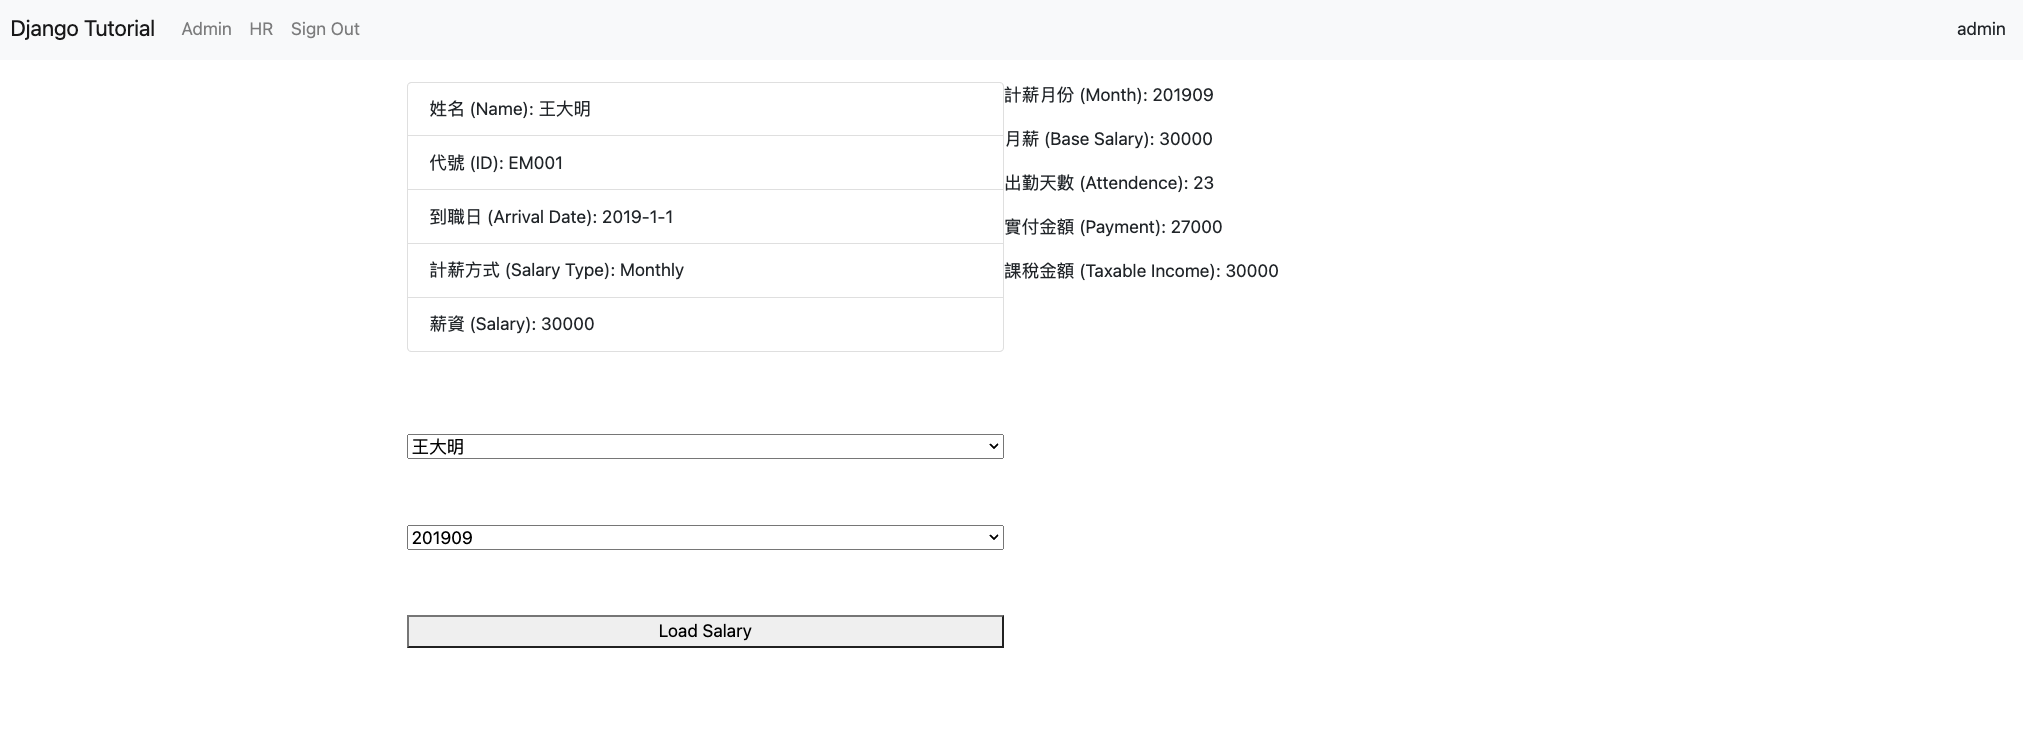 Django Tutorial Admin HR Sign Out admin
姓名 (Name): 王大明
代號 (ID): EM001
到職日 (Arrival Date): 2019-1-1
計薪方式 (Salary Type): Monthly
薪資 (Salary): 30000
計薪月份 (Month): 201909
月薪 (Base Salary): 30000
出勤天數 (Attendence): 23
實付金額 (Payment): 27000
課稅金額 (Taxable Income): 30000
王大明
201909
Load Salary